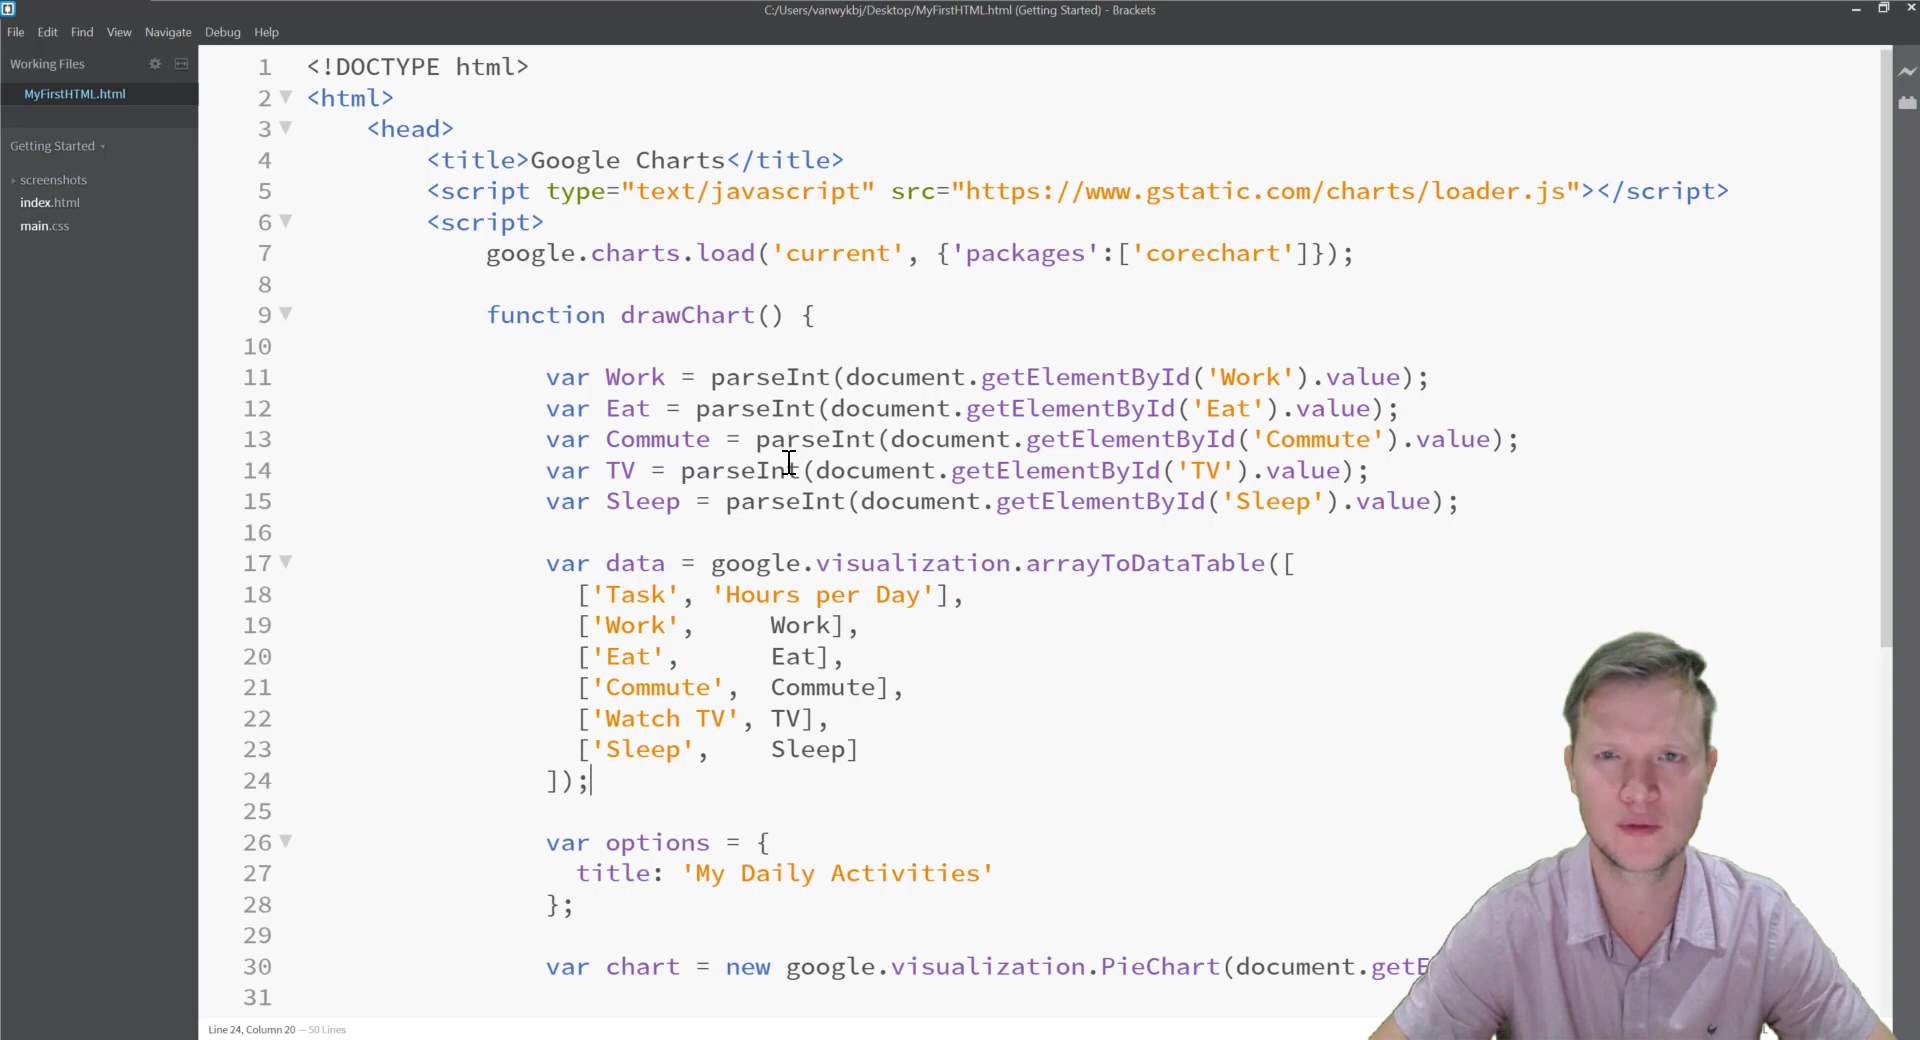 C:/Users/vanwykbj/Desktop/MyFirstHTML.html (Getting Started) - Brackets
File Edit Find View Navigate Debug Help
Working Files
MyFirstHTML.html
Getting Started
screenshots
index.html
main.css
1 <!DOCTYPE html>
2 <html>
3 <head>
4 <title>Google Charts</title>
5 <script type="text/javascript" src="https://www.gstatic.com/charts/loader.js"></script>
6 <script>
7 google.charts.load('current', {'packages':['corechart']});
8
9 function drawChart() {
10
11 var Work = parseInt(document.getElementById('Work').value);
12 var Eat = parseInt(document.getElementById('Eat').value);
13 var Commute = parseInt(document.getElementById('Commute').value);
14 var TV = parseInt(document.getElementById('TV').value);
15 var Sleep = parseInt(document.getElementById('Sleep').value);
16
17 var data = google.visualization.arrayToDataTable([
18 ['Task', 'Hours per Day'],
19 ['Work', Work],
20 ['Eat', Eat],
21 ['Commute', Commute],
22 ['Watch TV', TV],
23 ['Sleep', Sleep]
24 ]);
25
26 var options = {
27 title: 'My Daily Activities'
28 };
29
30 var chart = new google.visualization.PieChart(document.getE
31
Line 24, Column 20 — 50 Lines